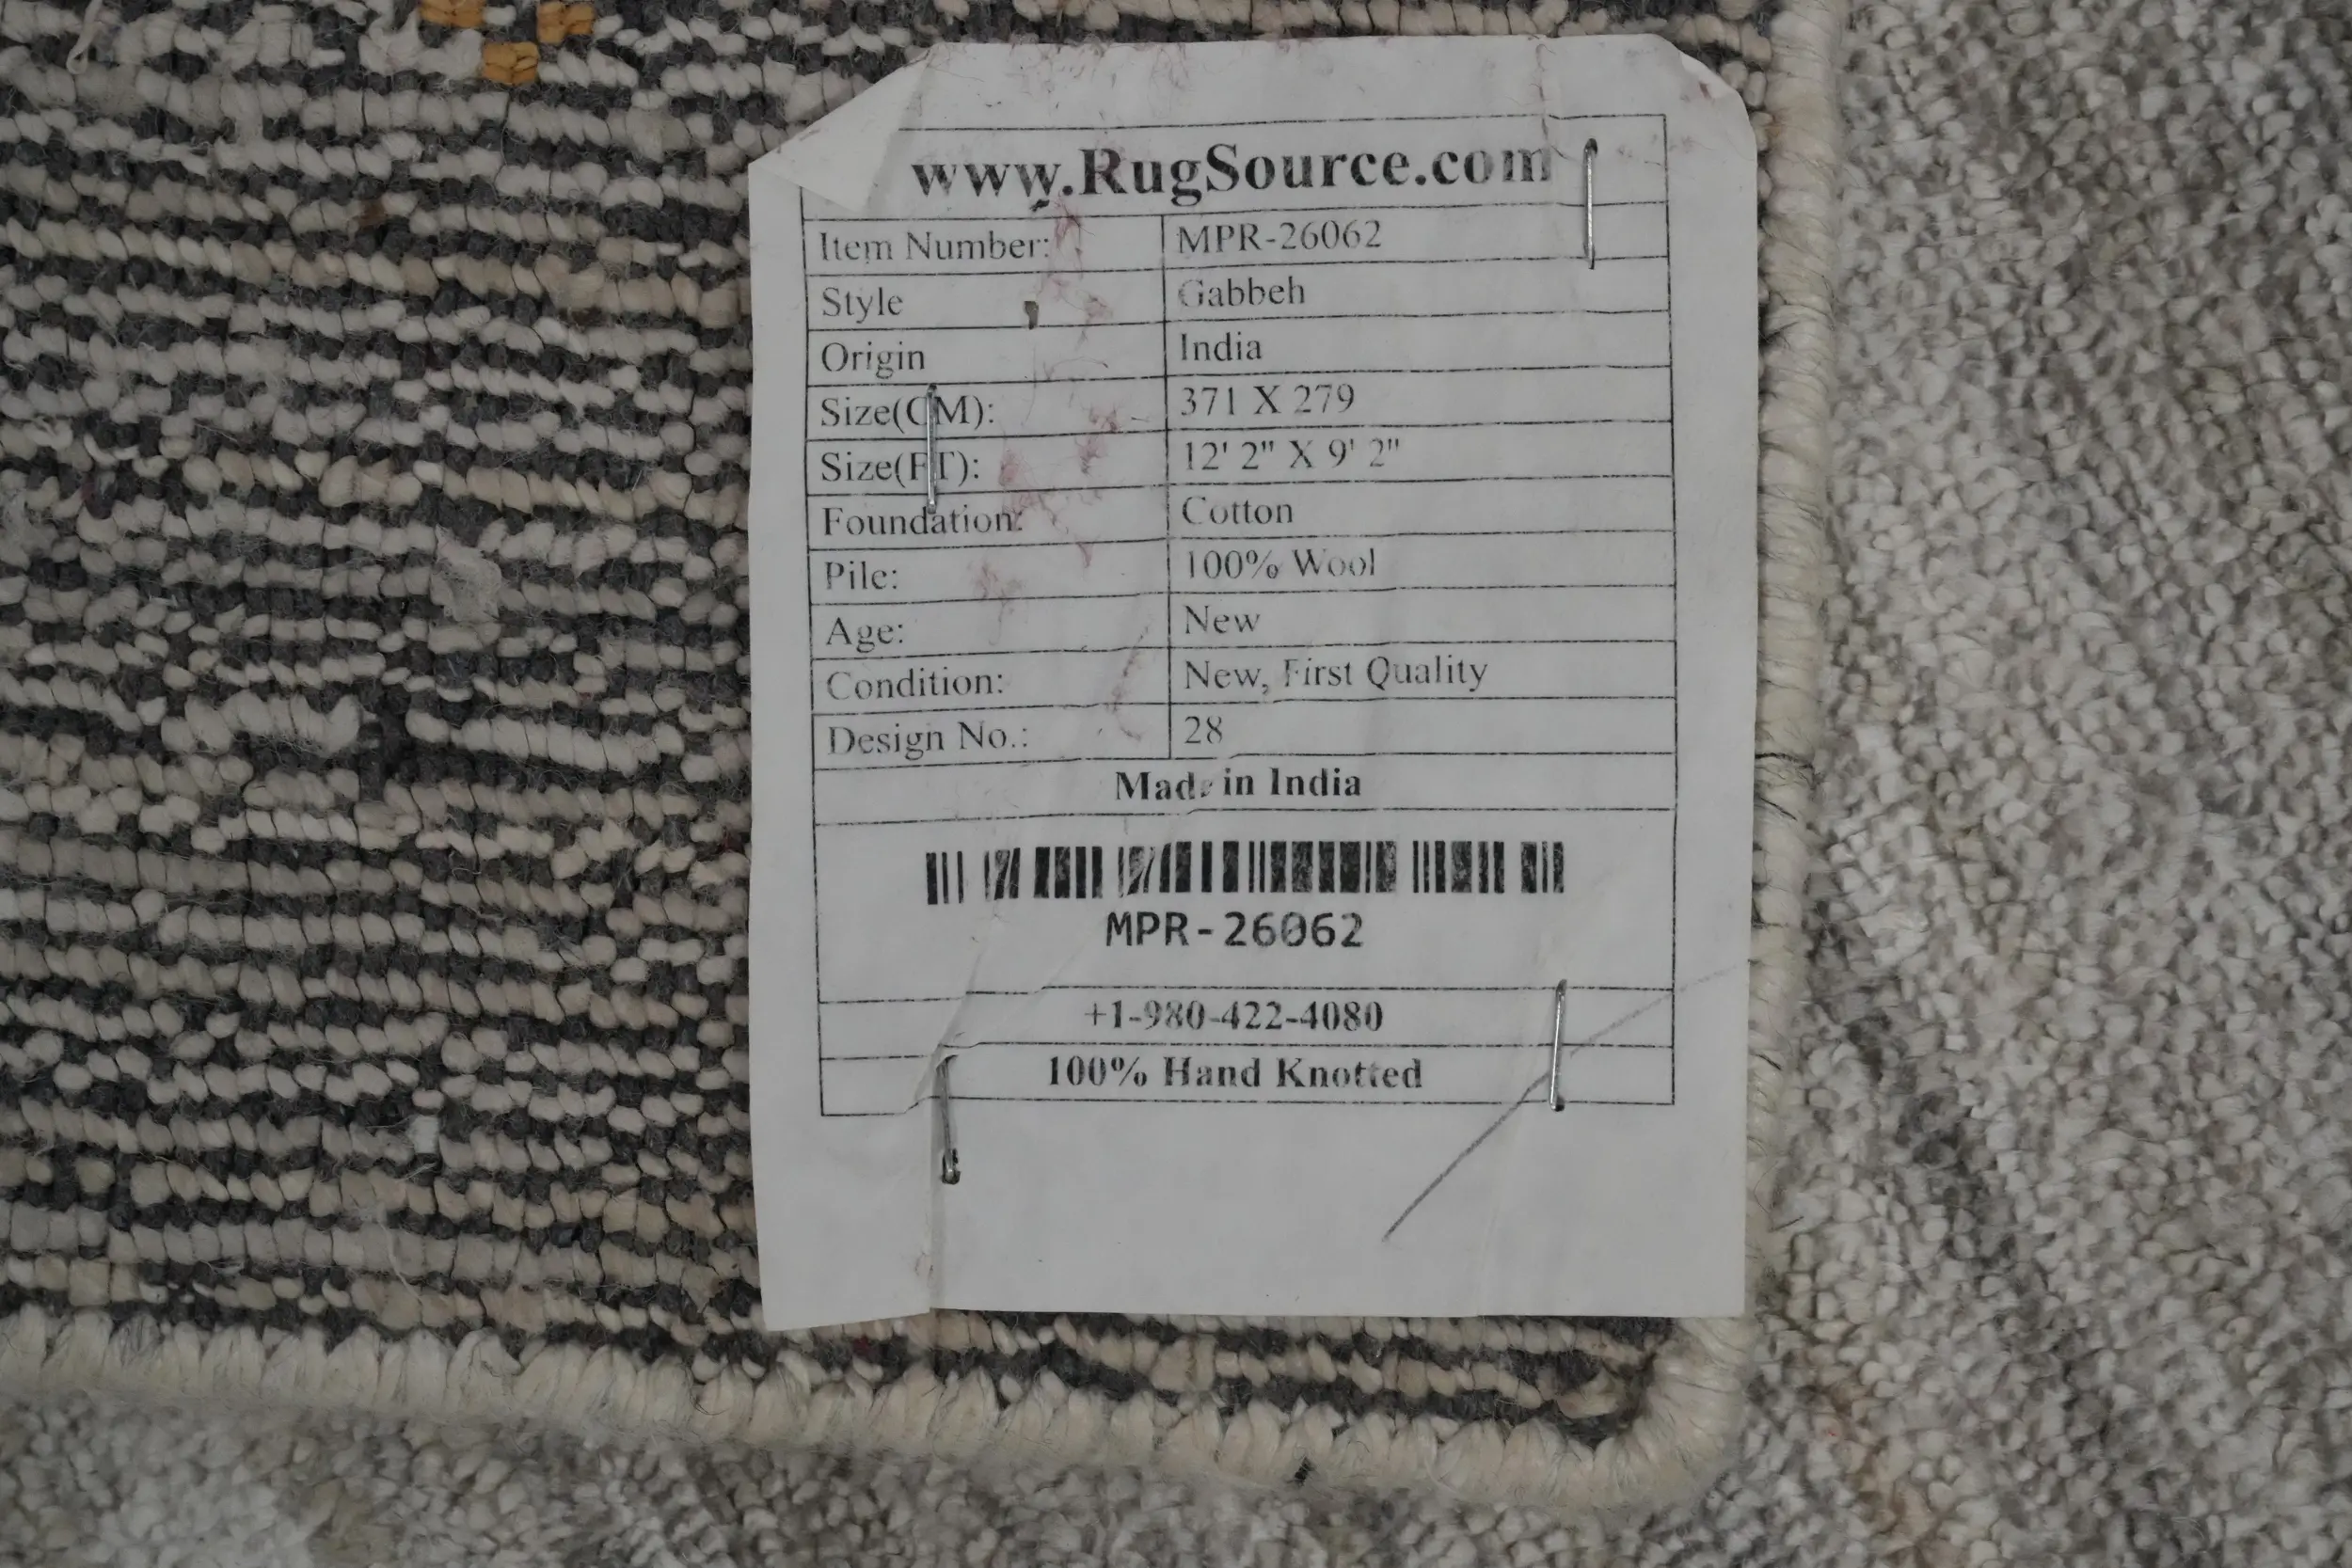 www.RugSource.com
Item Number: MPR-26062
Style Gabbeh
Origin India
Size(CM): 371 X 279
Size(FT): 12' 2" X 9' 2"
Foundation: Cotton
Pile: 100% Wool
Age: New
Condition: New, First Quality
Design No.: 28
Made in India
MPR-26062
+1-980-422-4080
100% Hand Knotted